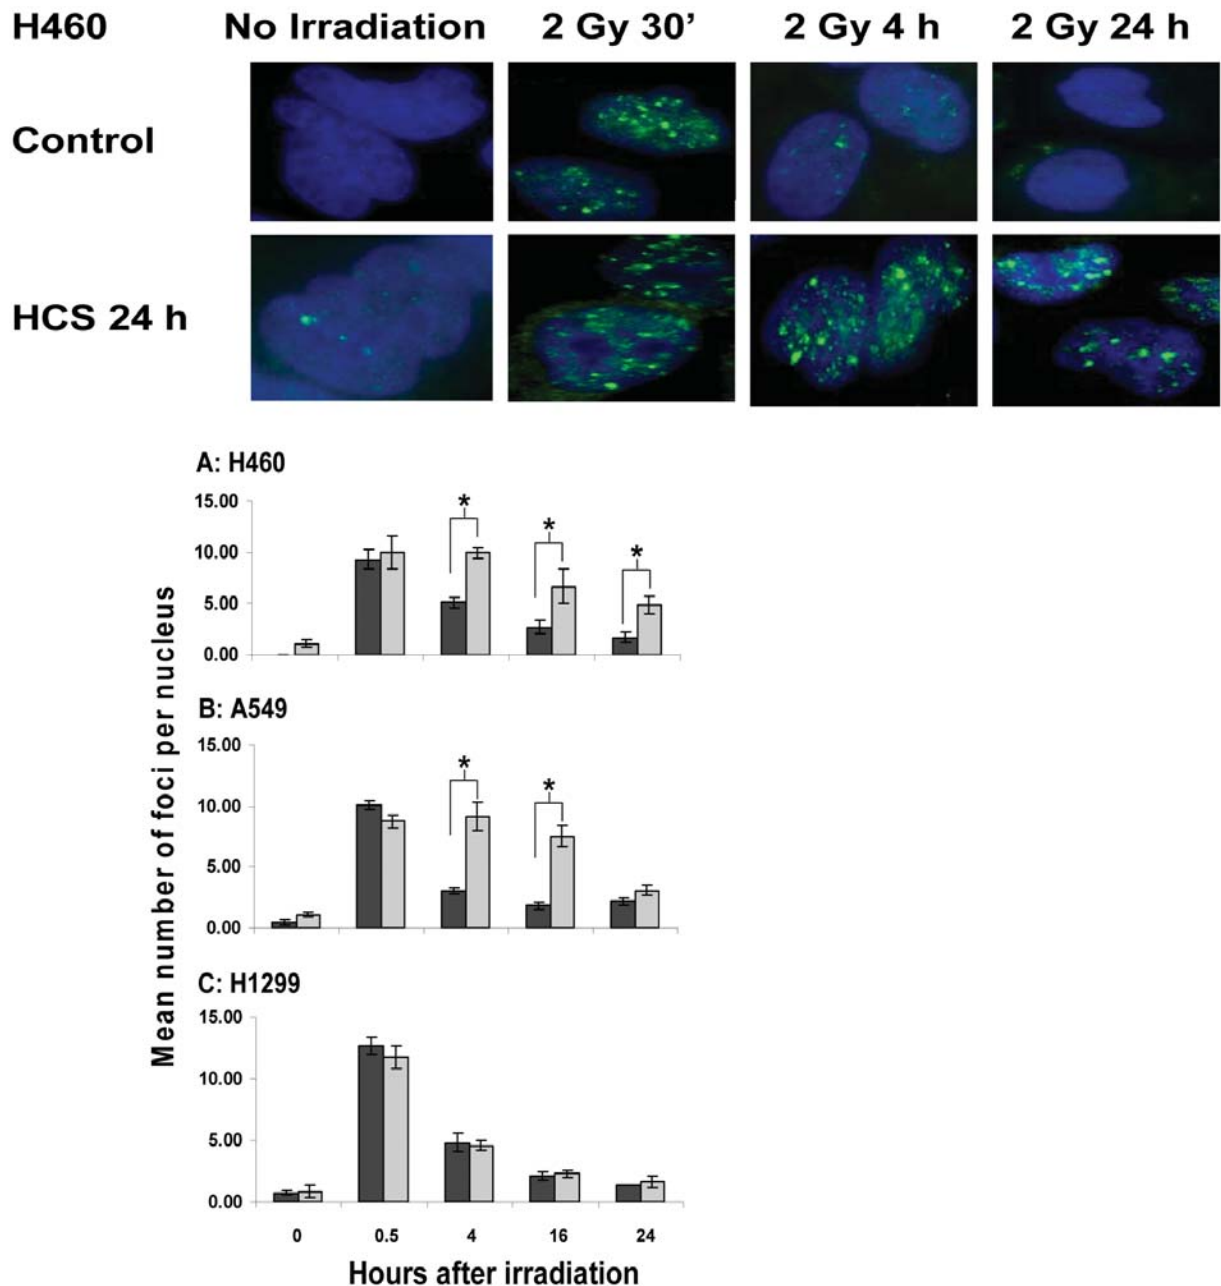 H460 No Irradiation 2 Gy 30’ 2 Gy 4 h 2 Gy 24 h
Control
HCS 24 h
Mean number of foci per nucleus
A: H460
15.00
*
*
10.00
*
5.00
0.00
B: A549
15.00
*
*
10.00
5.00
0.00
C: H1299
15.00
10.00
5.00
0.00
0 0.5 4 16 24
Hours after irradiation